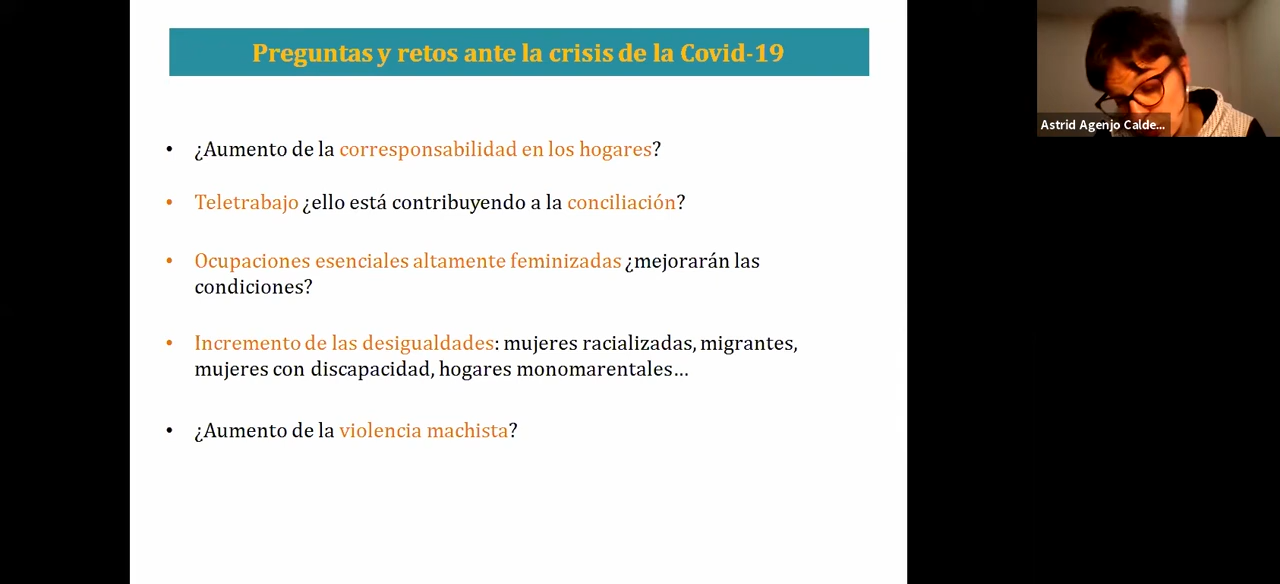 Preguntas y retos ante la crisis de la Covid-19
• ¿Aumento de la corresponsabilidad en los hogares?
• Teletrabajo ¿ello está contribuyendo a la conciliación?
• Ocupaciones esenciales altamente feminizadas ¿mejorarán las
condiciones?
• Incremento de las desigualdades: mujeres racializadas, migrantes,
mujeres con discapacidad, hogares monomarentales…
• ¿Aumento de la violencia machista?
Astrid Agenjo Calde...